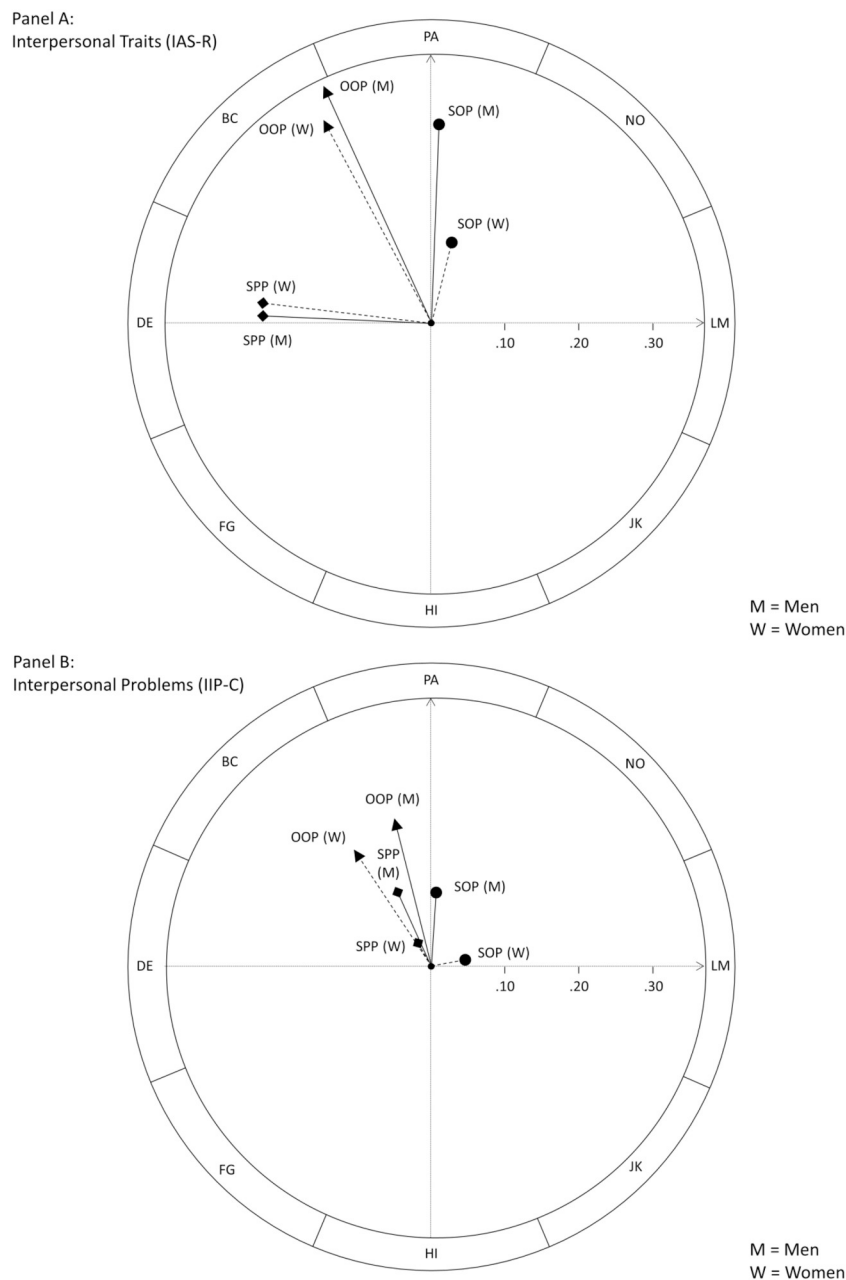 Panel A:
Interpersonal Traits (IAS-R)
PA
OOP (M)
SOP (M)
BC
NO
OOP (W)
SOP (W)
SPP (W)
DE
LM
SPP (M)
.10
.20
.30
FG
JK
HI
M = Men
W = Women
Panel B:
Interpersonal Problems (IIP-C)
PA
BC
NO
OOP (M)
OOP (W)
SPP
(M)
SOP (M)
SPP (W)
SOP (W)
DE
LM
.10
.20
.30
FG
JK
HI
M = Men
W = Women